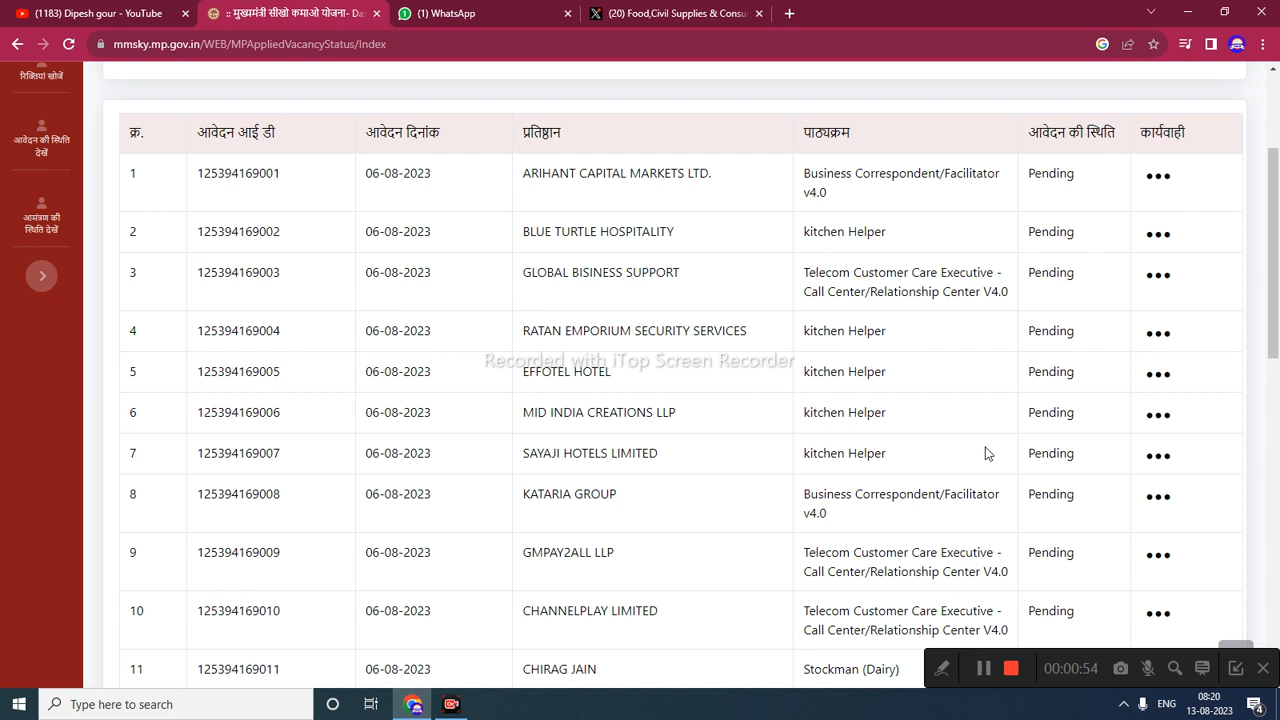 (1183) Dipesh gour - YouTube
:: मुख्यमंत्री सीखो कमाओ योजना- Da
(1) WhatsApp
(20) Food,Civil Supplies & Consu
mmsky.mp.gov.in/WEB/MPAppliedVacancyStatus/Index
रिक्तियां खोजें
आवेदन की स्थिति
देखें
आमंत्रण की
स्थिति देखें
क्र. आवेदन आई डी आवेदन दिनांक प्रतिष्ठान पाठ्यक्रम आवेदन की स्थिति कार्यवाही
1 125394169001 06-08-2023 ARIHANT CAPITAL MARKETS LTD. Business Correspondent/Facilitator Pending
v4.0
2 125394169002 06-08-2023 BLUE TURTLE HOSPITALITY kitchen Helper Pending
3 125394169003 06-08-2023 GLOBAL BISINESS SUPPORT Telecom Customer Care Executive - Pending
Call Center/Relationship Center V4.0
4 125394169004 06-08-2023 RATAN EMPORIUM SECURITY SERVICES kitchen Helper Pending
Recorded with iTop Screen Recorder
5 125394169005 06-08-2023 EFFOTEL HOTEL kitchen Helper Pending
6 125394169006 06-08-2023 MID INDIA CREATIONS LLP kitchen Helper Pending
7 125394169007 06-08-2023 SAYAJI HOTELS LIMITED kitchen Helper Pending
8 125394169008 06-08-2023 KATARIA GROUP Business Correspondent/Facilitator Pending
v4.0
9 125394169009 06-08-2023 GMPAY2ALL LLP Telecom Customer Care Executive - Pending
Call Center/Relationship Center V4.0
10 125394169010 06-08-2023 CHANNELPLAY LIMITED Telecom Customer Care Executive - Pending
Call Center/Relationship Center V4.0
11 125394169011 06-08-2023 CHIRAG JAIN Stockman (Dairy)
00:00:54
Type here to search
ENG
08:20
13-08-2023
4